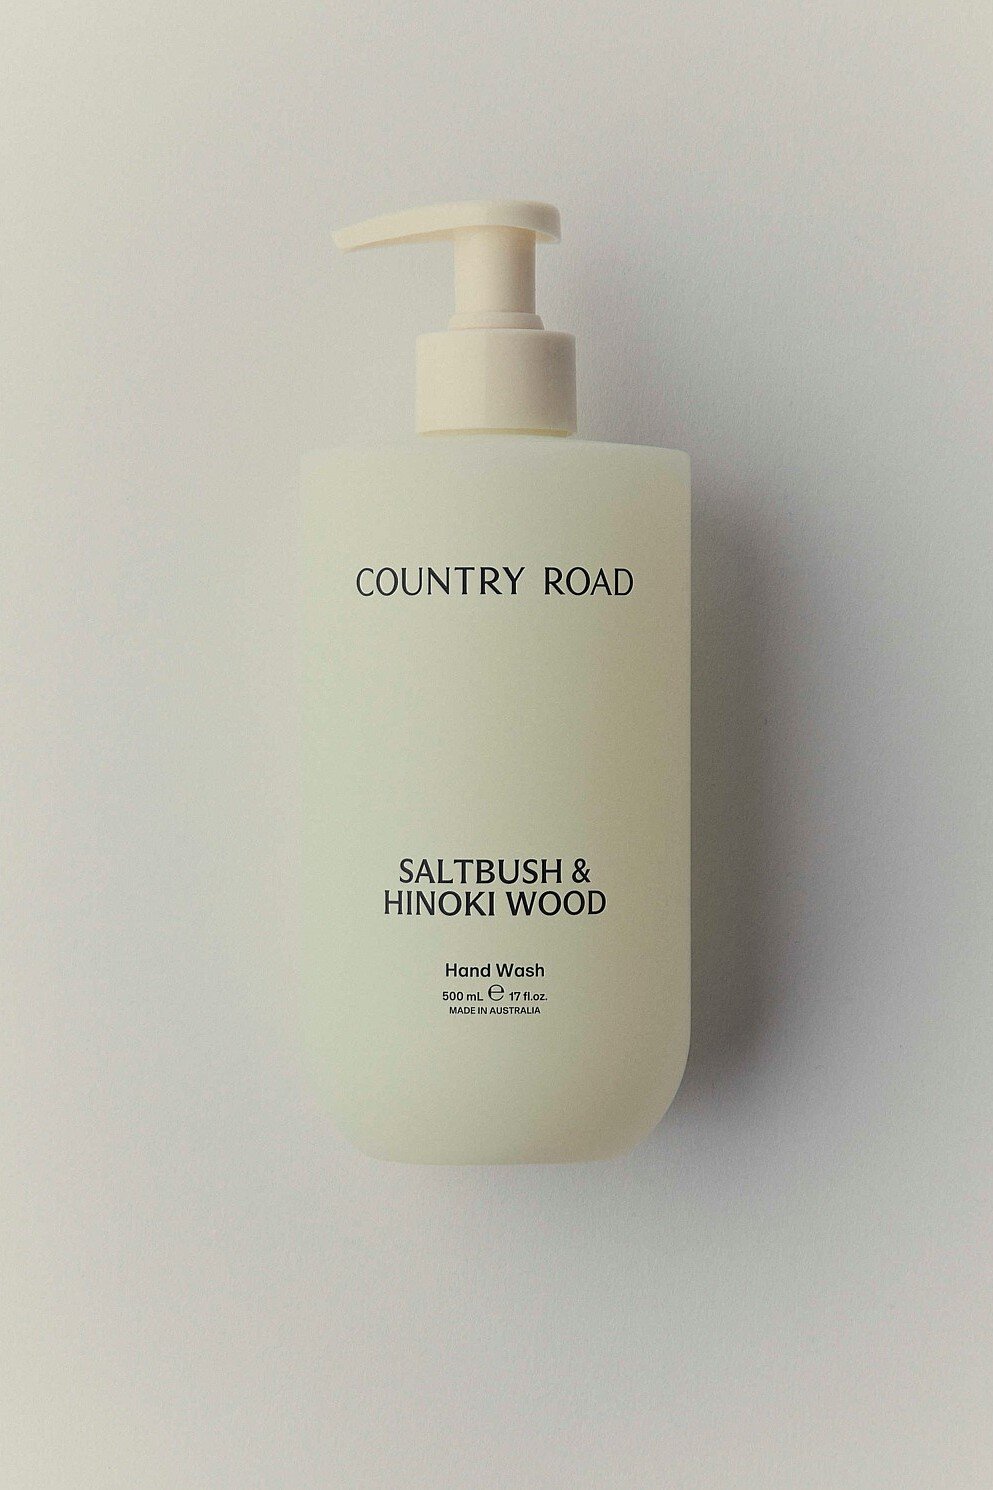 COUNTRY ROAD
SALTBUSH &
HINOKI WOOD
Hand Wash
500 mL ℮ 17 fl.oz.
MADE IN AUSTRALIA